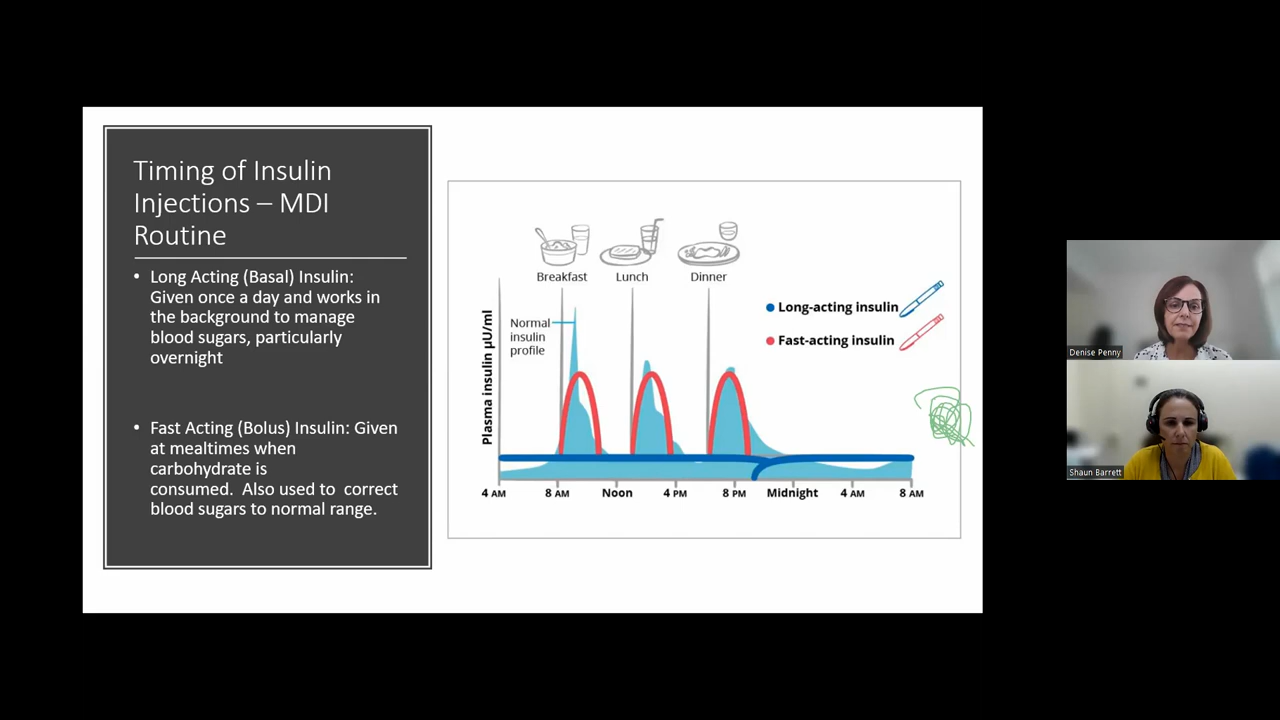 Timing of Insulin
Injections – MDI
Routine
• Long Acting (Basal) Insulin:
Given once a day and works in
the background to manage
blood sugars, particularly
overnight
• Fast Acting (Bolus) Insulin: Given
at mealtimes when
carbohydrate is
consumed.  Also used to  correct
blood sugars to normal range.
Breakfast
Lunch
Dinner
Plasma insulin µU/ml
Normal
insulin
profile
Long-acting insulin
Fast-acting insulin
4 AM
8 AM
Noon
4 PM
8 PM
Midnight
4 AM
8 AM
Denise Penny
Shaun Barrett